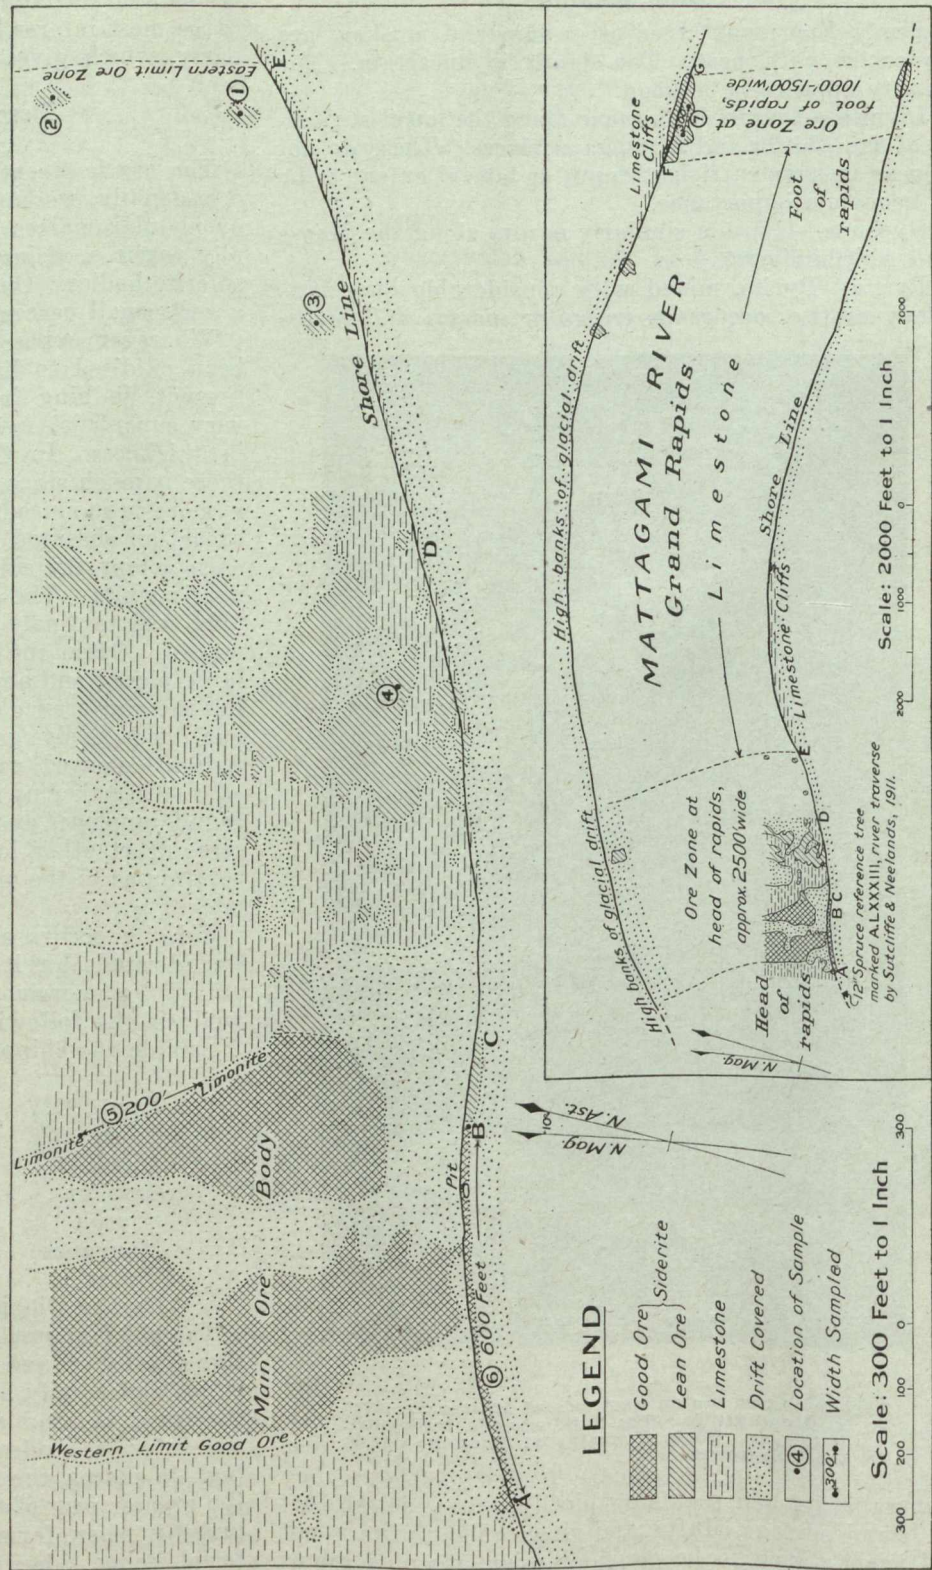 Eastern Limit Ore Zone
②
①
③
E
Shore Line
D
④
Limonite
⑤ 200'
Limonite
Main Ore Body
Western Limit Good Ore
Pit
C
B
⑥ 600 Feet
A
LEGEND
Good Ore } Siderite
Lean Ore
Limestone
Drift Covered
④ Location of Sample
300' Width Sampled
Scale: 300 Feet to 1 Inch
300 200 100 0 300
N. Mag.
N. Ast.
10°
MATTAGAMI RIVER
Grand Rapids
Limestone
High banks of glacial drift
High banks of glacial drift
Limestone
Cliffs
F
⑦
G
Ore Zone at
foot of rapids,
1000'-1500' wide
Foot
of
rapids
Ore Zone at
head of rapids,
approx. 2500' wide
Head
of
rapids
Shore Line
Limestone Cliffs
E
D
C
B
A
N. Mag.
12" Spruce reference tree
marked A.LXXXIII, river traverse
by Sutcliffe & Neelands, 1911.
Scale: 2000 Feet to 1 Inch
2000 1000 0 2000